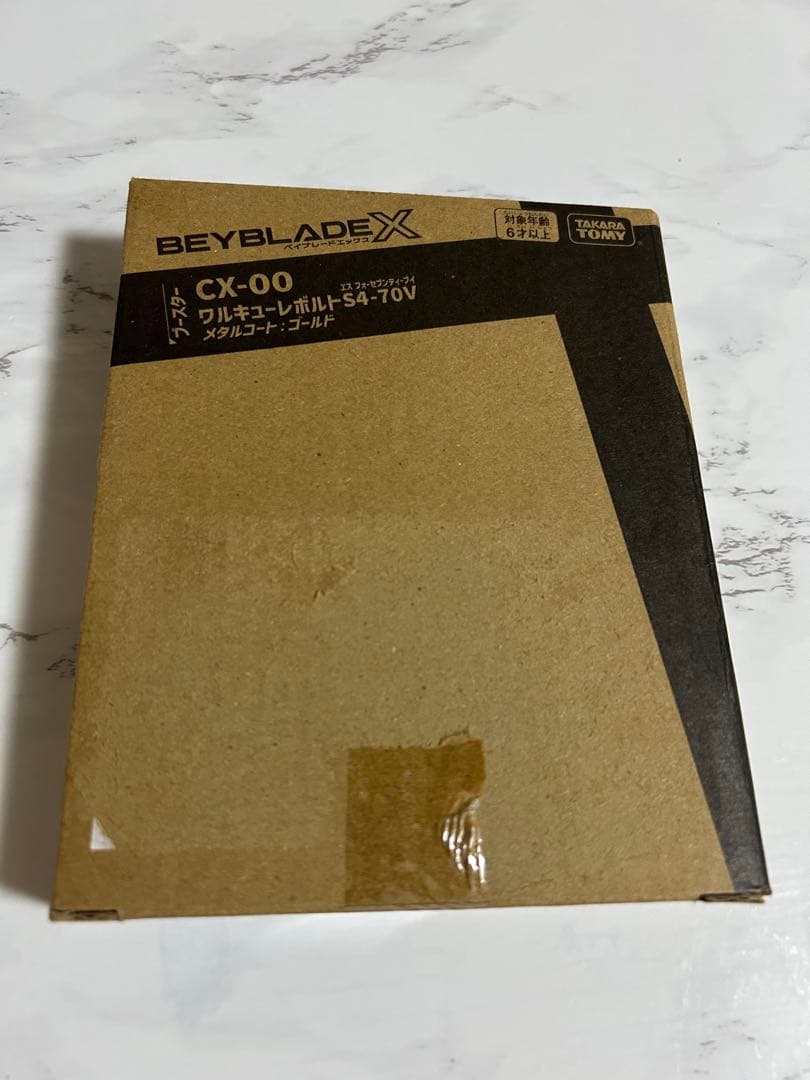 BEYBLADE X
ベイブレードエックス
対象年齢
6才以上
TAKARA
TOMY
ブースター
CX-00
エス フォーセブンティーブイ
ワルキューレボルトS4-70V
メタルコート:ゴールド